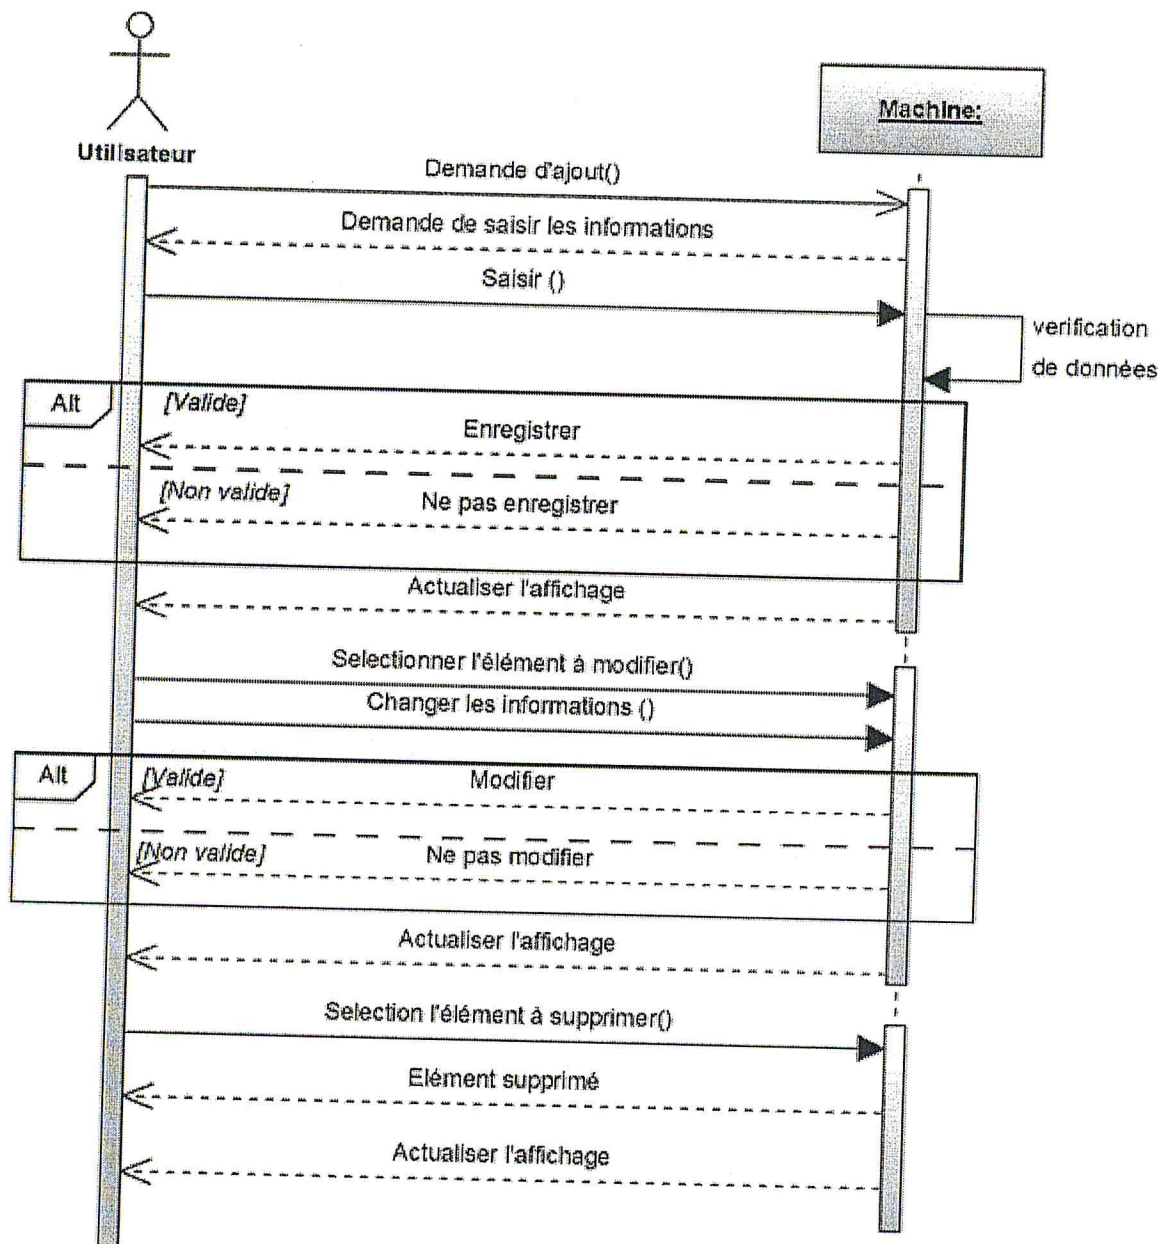 Utilisateur
Machine:
Demande d'ajout()
Demande de saisir les informations
Saisir ()
verification
de données
Alt
[Valide]
Enregistrer
[Non valide]
Ne pas enregistrer
Actualiser l'affichage
Selectionner l'élément à modifier()
Changer les informations ()
Alt
[Valide]
Modifier
[Non valide]
Ne pas modifier
Actualiser l'affichage
Selection l'élément à supprimer()
Elément supprimé
Actualiser l'affichage